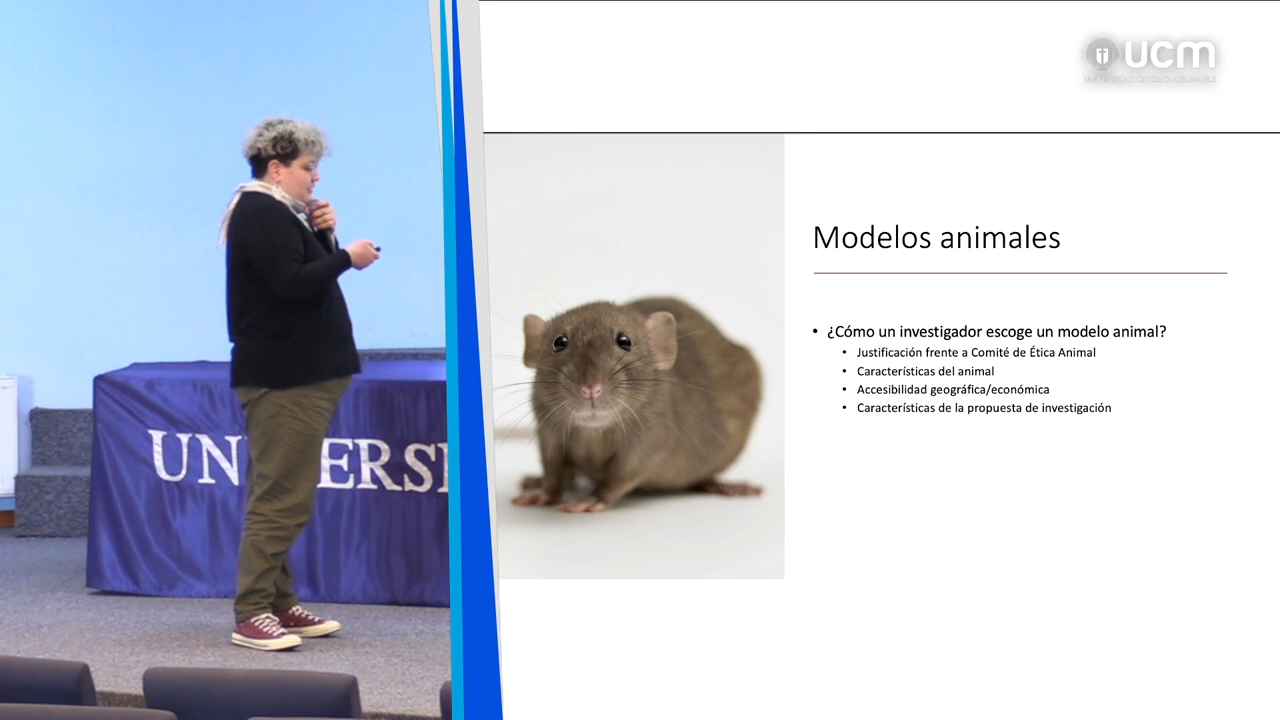 UN ERSI
ucm
Modelos animales
• ¿Cómo un investigador escoge un modelo animal?
• Justificación frente a Comité de Ética Animal
• Características del animal
• Accesibilidad geográfica/económica
• Características de la propuesta de investigación